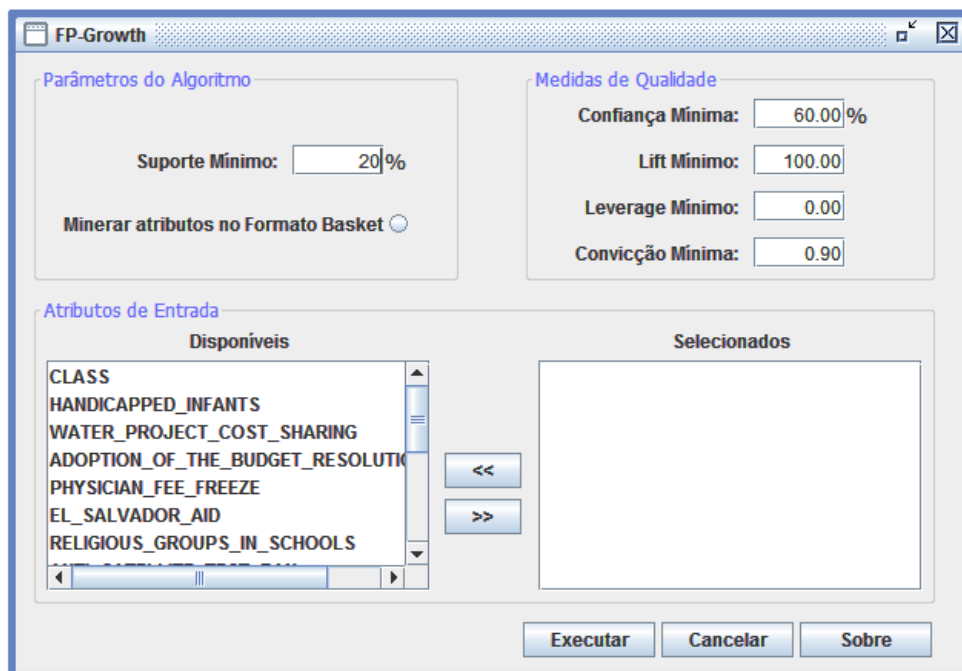 FP-Growth
Parâmetros do Algoritmo
Suporte Mínimo: 20 %
Minerar atributos no Formato Basket
Medidas de Qualidade
Confiança Mínima: 60.00 %
Lift Mínimo: 100.00
Leverage Mínimo: 0.00
Convicção Mínima: 0.90
Atributos de Entrada
Disponíveis
CLASS
HANDICAPPED_INFANTS
WATER_PROJECT_COST_SHARING
ADOPTION_OF_THE_BUDGET_RESOLUTI
PHYSICIAN_FEE_FREEZE
EL_SALVADOR_AID
RELIGIOUS_GROUPS_IN_SCHOOLS
<<
>>
Selecionados
Executar
Cancelar
Sobre